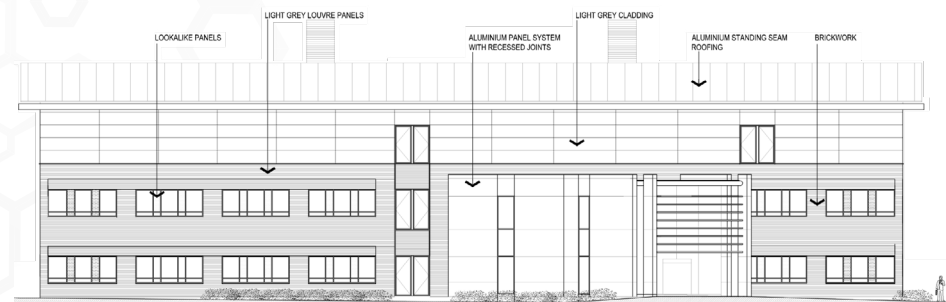 LIGHT GREY LOUVRE PANELS
LIGHT GREY CLADDING
LOOKALIKE PANELS
ALUMINIUM PANEL SYSTEM
WITH RECESSED JOINTS
ALUMINIUM STANDING SEAM
ROOFING
BRICKWORK